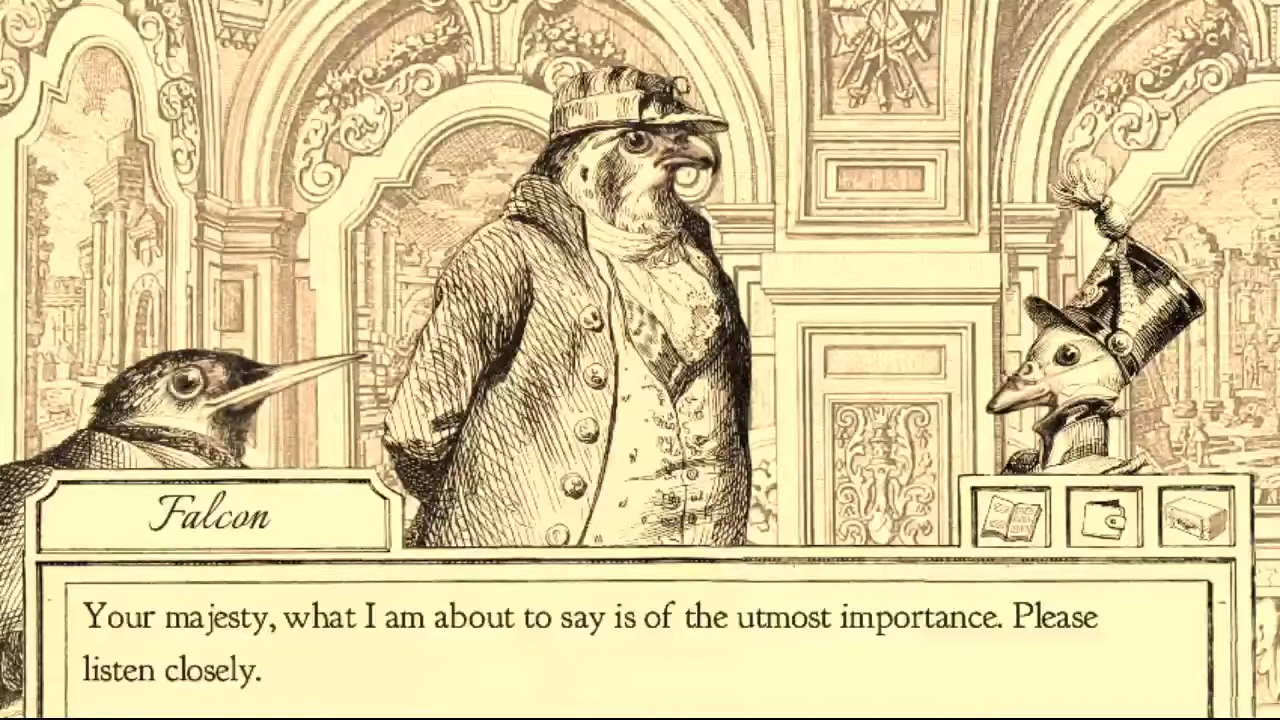 Falcon
Your majesty, what I am about to say is of the utmost importance. Please
listen closely.